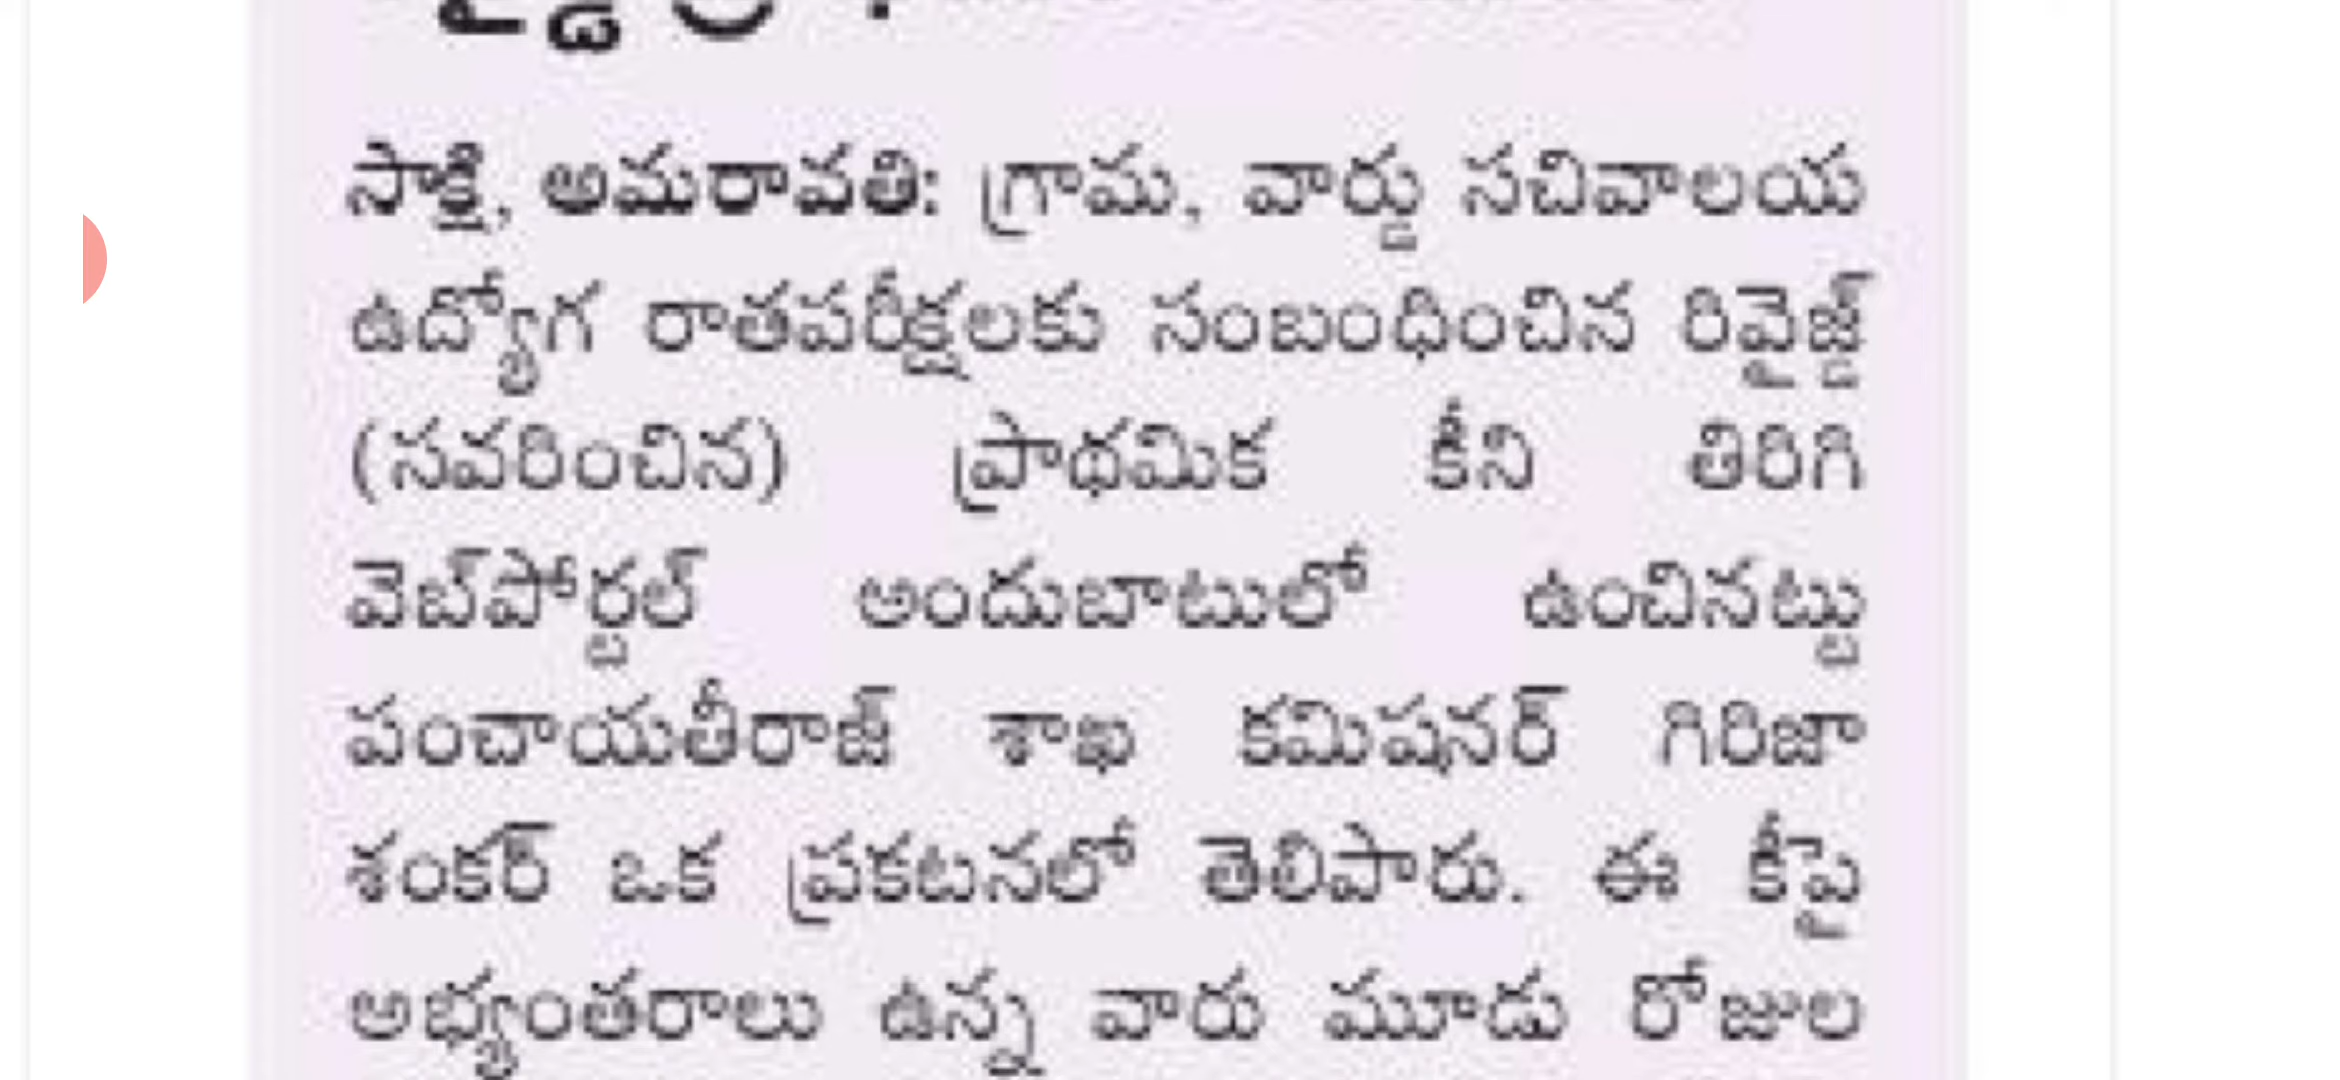 సాక్షి, అమరావతి: గ్రామ, వార్డు సచివాలయ
ఉద్యోగ రాతపరీక్షలకు సంబంధించిన రివైజ్డ్
(సవరించిన) ప్రాథమిక కీని తిరిగి
వెబ్‌పోర్టల్ అందుబాటులో ఉంచినట్టు
పంచాయతీరాజ్ శాఖ కమిషనర్ గిరిజా
శంకర్ ఒక ప్రకటనలో తెలిపారు. ఈ కీపై
అభ్యంతరాలు ఉన్న వారు మూడు రోజుల